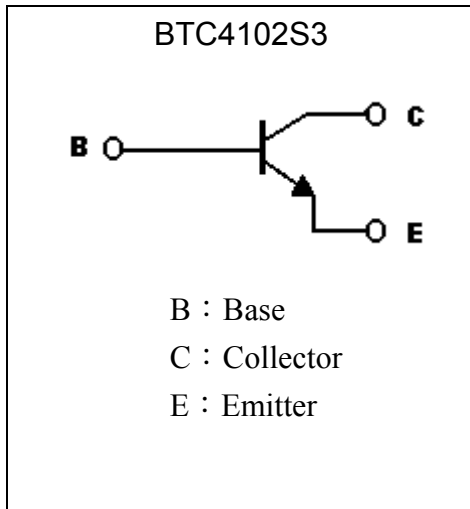 BTC4102S3
C
B
E
B：Base
C：Collector
E：Emitter